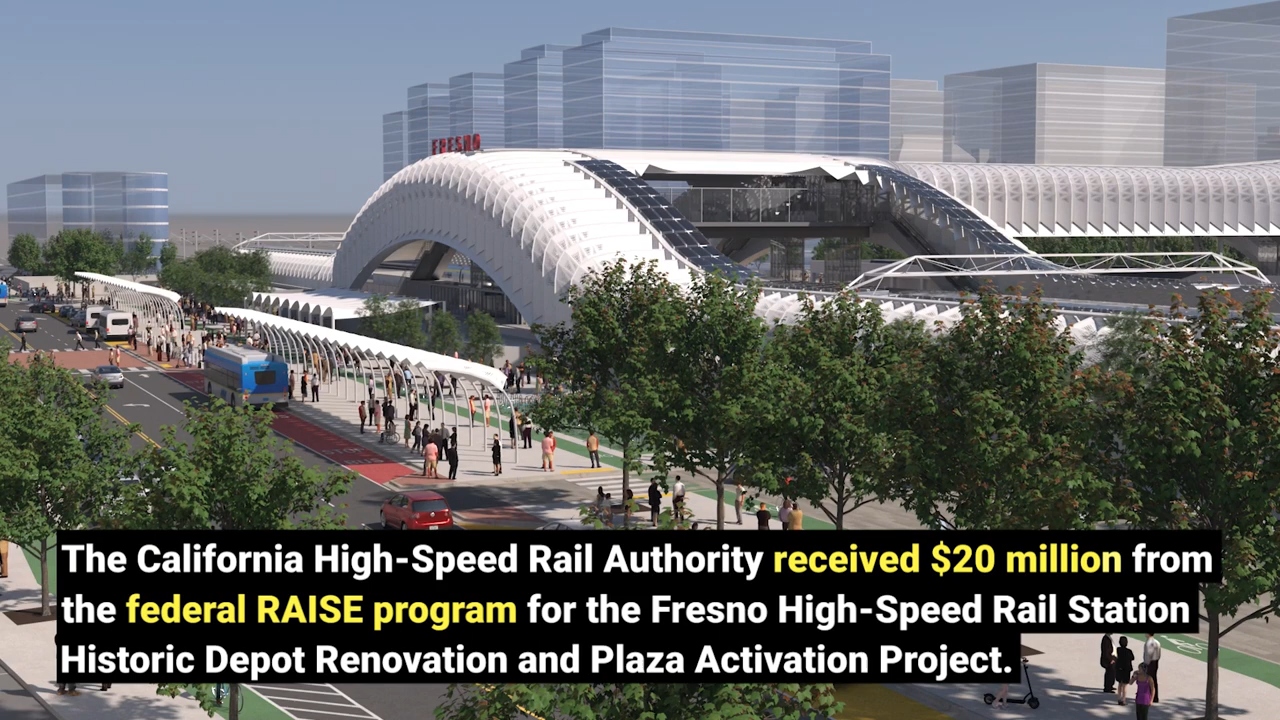 FRESNO
The California High-Speed Rail Authority received $20 million from
the federal RAISE program for the Fresno High-Speed Rail Station
Historic Depot Renovation and Plaza Activation Project.